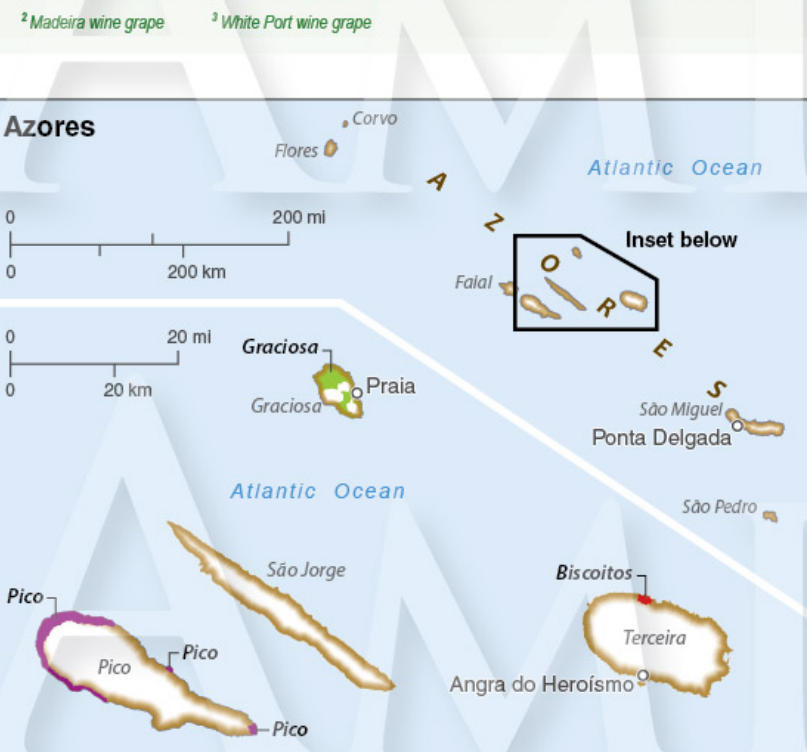 ² Madeira wine grape ³ White Port wine grape
Azores
Corvo
Flores
Atlantic Ocean
A Z O R E S
0 200 mi
0 200 km
Inset below
Faial
0 20 mi
0 20 km
Graciosa
Praia
Graciosa
São Miguel
Ponta Delgada
Atlantic Ocean
São Pedro
São Jorge
Biscoitos
Pico
Terceira
Pico
Pico
Angra do Heroísmo
Pico